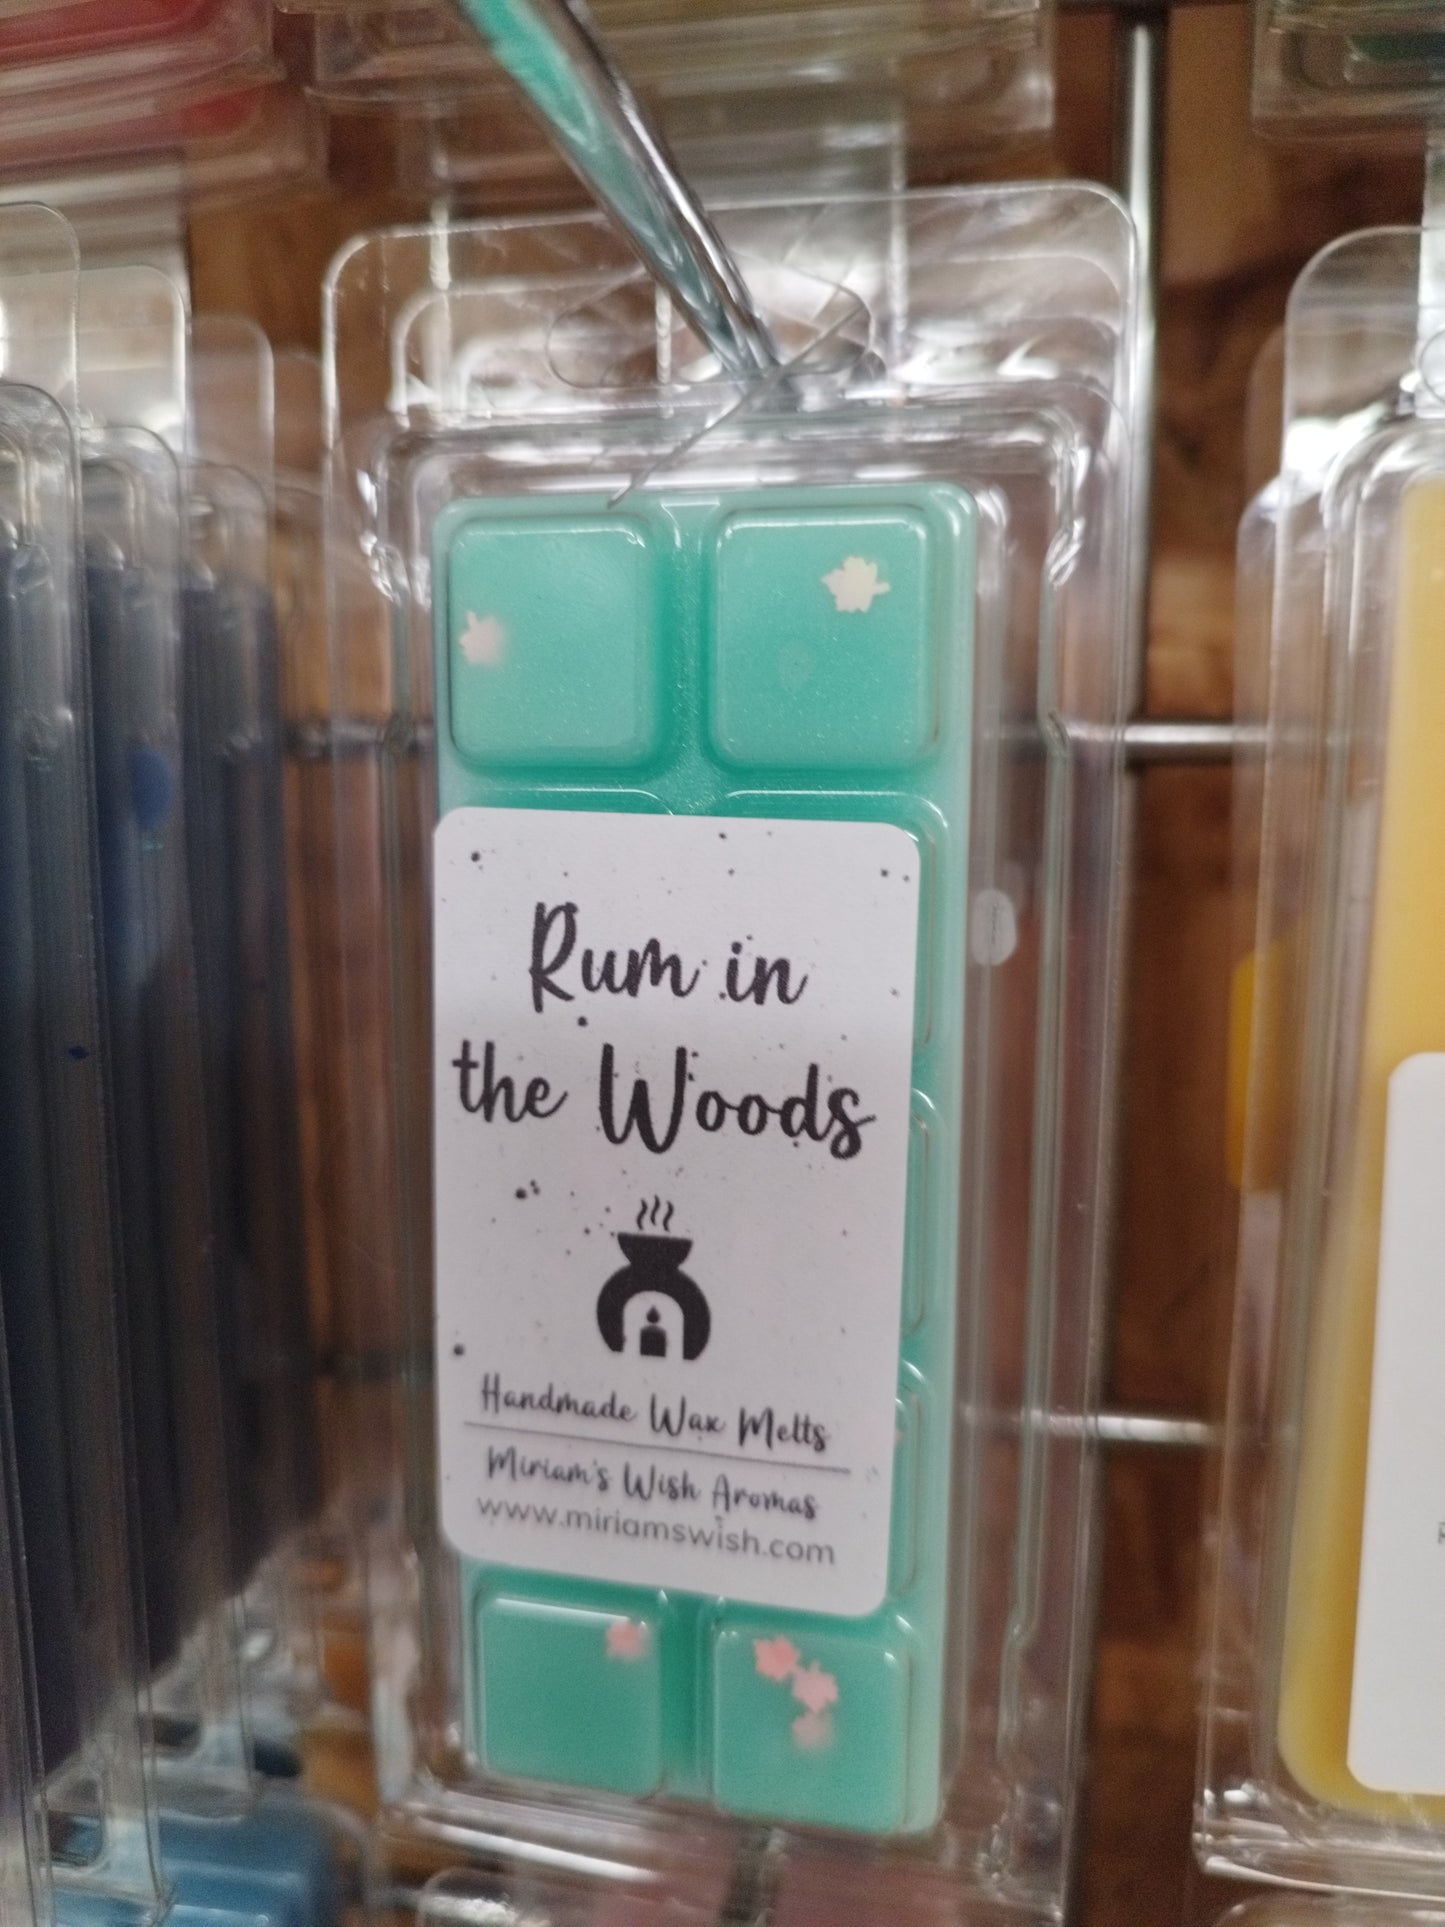 Rum in
the Woods
Handmade Wax Melts
Miriam's Wish Aromas
www.miriamswish.com